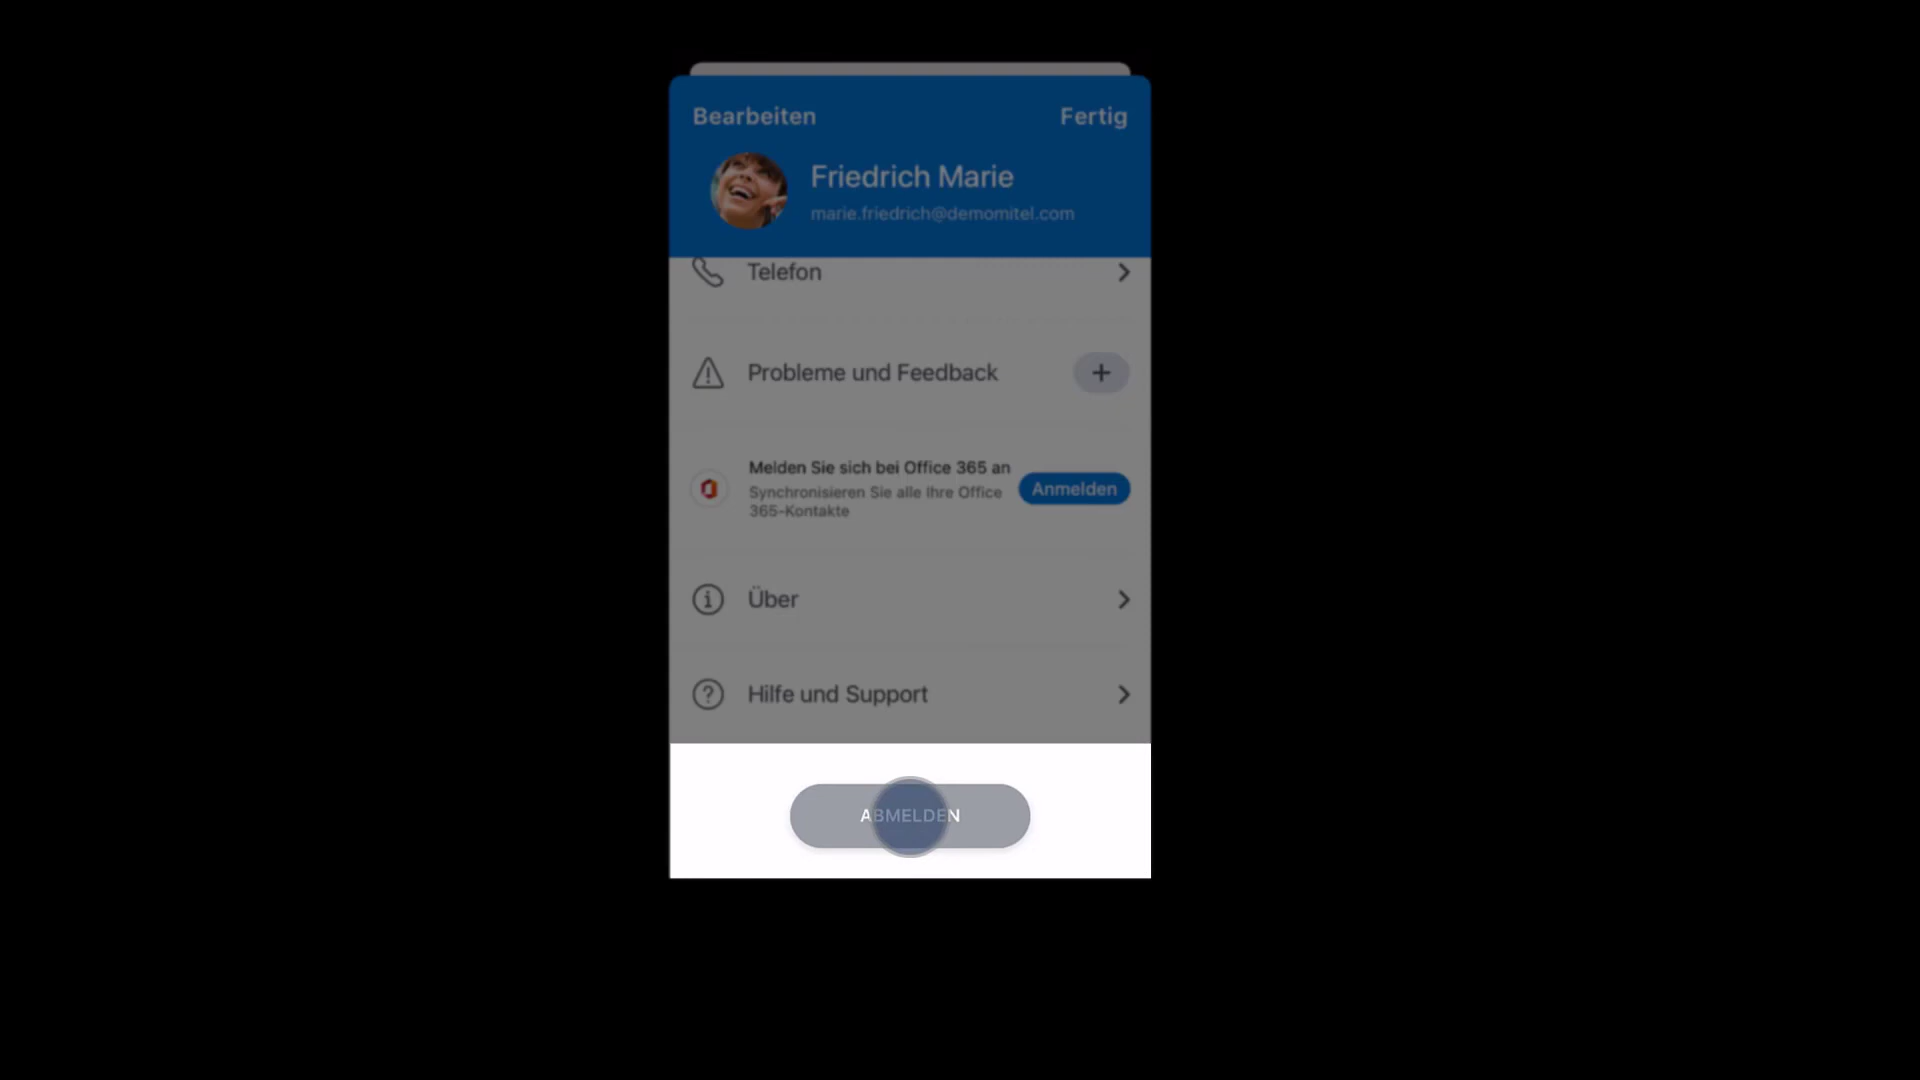 Bearbeiten Fertig
Friedrich Marie
marie.friedrich@demomitel.com
Telefon
Probleme und Feedback +
Melden Sie sich bei Office 365 an
Synchronisieren Sie alle Ihre Office
365-Kontakte
Anmelden
Über
Hilfe und Support
ABMELDEN